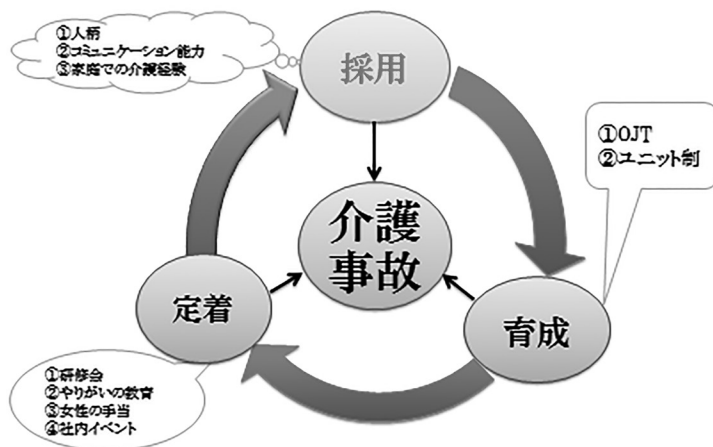 ①人柄
②コミュニケーション能力
③家庭での介護経験
採用
①OJT
②ユニット制
介護
事故
定着
育成
①研修会
②やりがいの教育
③女性の手当
④社内イベント